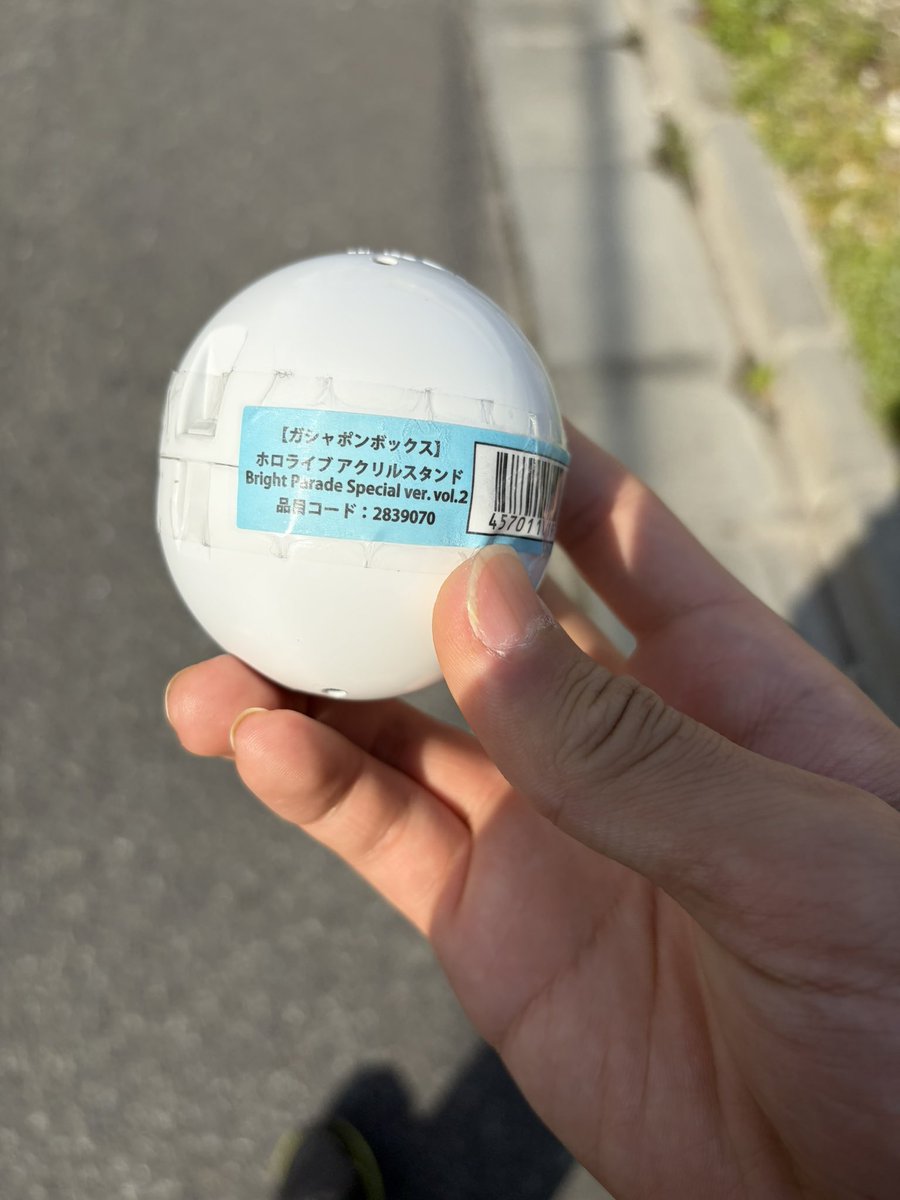 【ガシャポンボックス】
ホロライブ アクリルスタンド
Bright Parade Special ver. vol.2
品目コード：2839070
457011